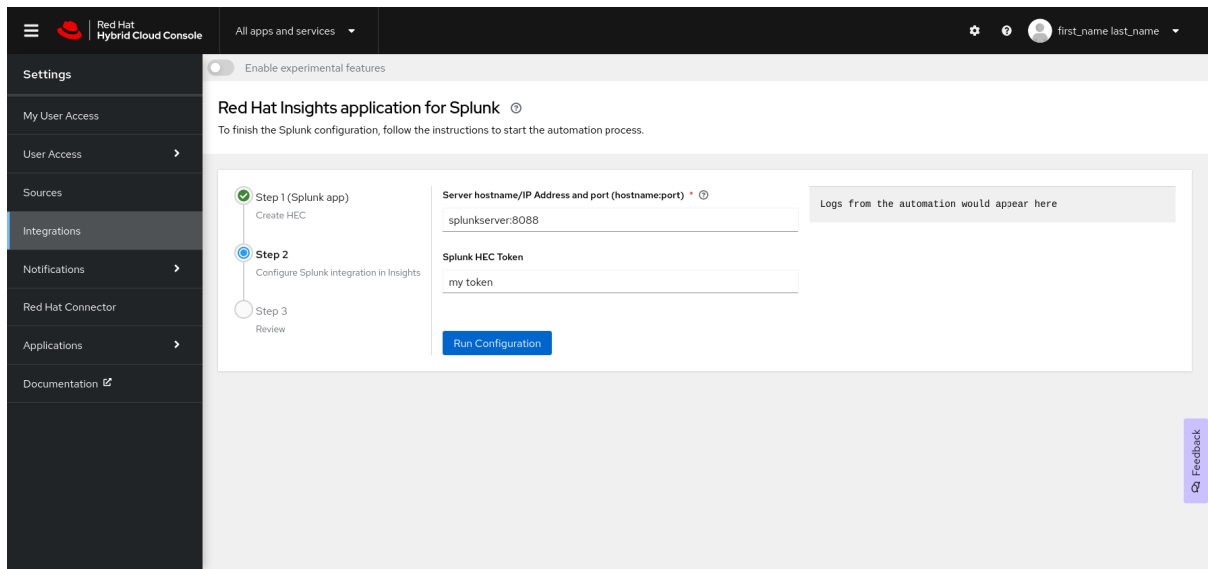 Red Hat
Hybrid Cloud Console
All apps and services
first_name last_name
Settings
My User Access
User Access
Sources
Integrations
Notifications
Red Hat Connector
Applications
Documentation
Enable experimental features
Red Hat Insights application for Splunk
To finish the Splunk configuration, follow the instructions to start the automation process.
Step 1 (Splunk app)
Create HEC
Step 2
Configure Splunk integration in Insights
Step 3
Review
Server hostname/IP Address and port (hostname:port) *
splunkserver:8088
Splunk HEC Token
my token
Run Configuration
Logs from the automation would appear here
Feedback